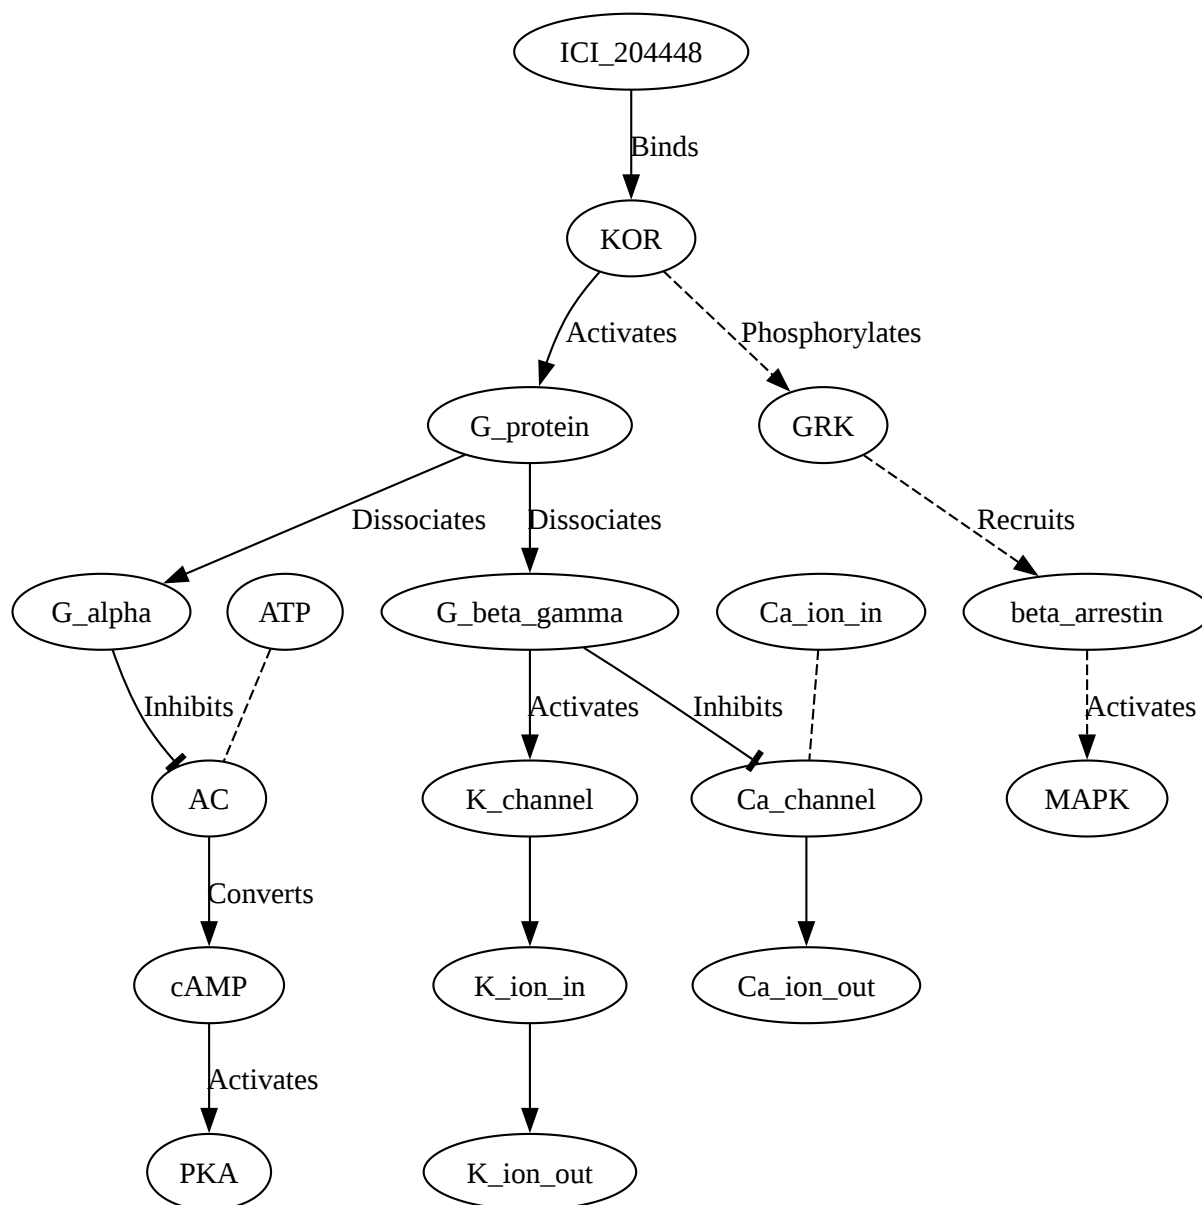 ICI_204448
Binds
KOR
Activates
Phosphorylates
G_protein
GRK
Dissociates
Dissociates
Recruits
G_alpha
ATP
G_beta_gamma
Ca_ion_in
beta_arrestin
Inhibits
Activates
Inhibits
Activates
AC
K_channel
Ca_channel
MAPK
Converts
cAMP
K_ion_in
Ca_ion_out
Activates
PKA
K_ion_out